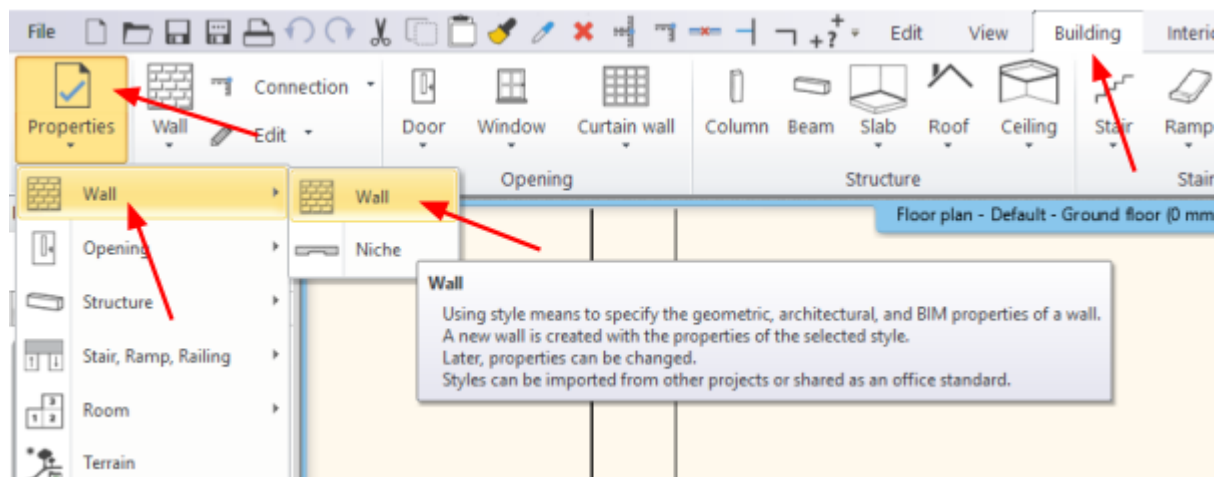 File
Edit
View
Building
Interio
Properties
Wall
Connection
Edit
Door
Window
Curtain wall
Column
Beam
Slab
Roof
Ceiling
Stair
Ramp
Opening
Structure
Stair
Wall
Wall
Floor plan - Default - Ground floor (0 mm
Opening
Niche
Structure
Stair, Ramp, Railing
Room
Terrain
Wall
Using style means to specify the geometric, architectural, and BIM properties of a wall.
A new wall is created with the properties of the selected style.
Later, properties can be changed.
Styles can be imported from other projects or shared as an office standard.